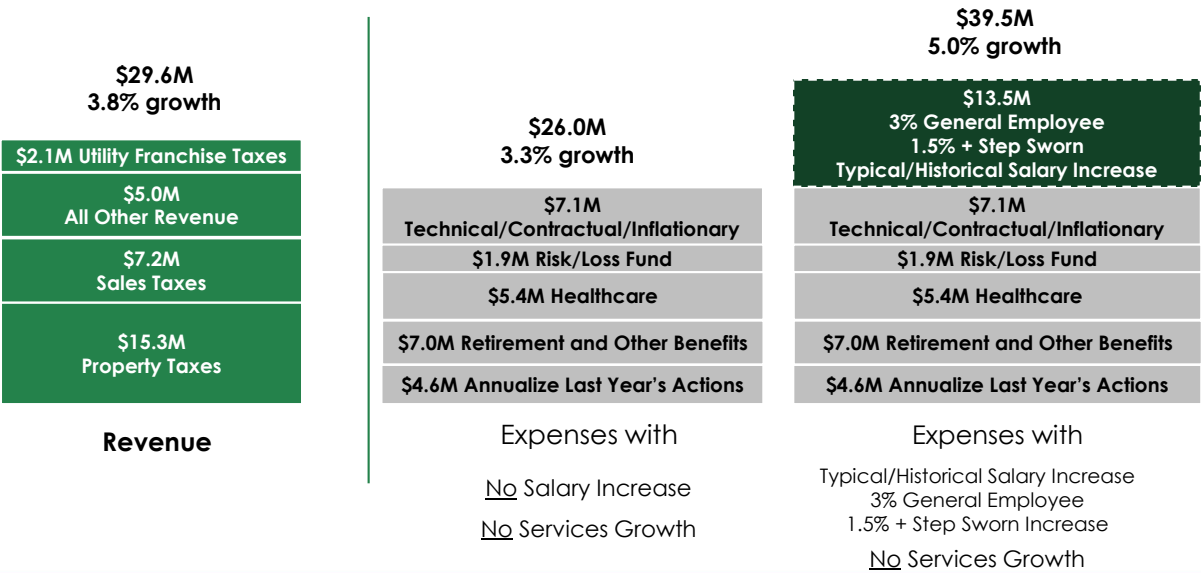 $29.6M
3.8% growth
$2.1M Utility Franchise Taxes
$5.0M
All Other Revenue
$7.2M
Sales Taxes
$15.3M
Property Taxes
Revenue
$26.0M
3.3% growth
$7.1M
Technical/Contractual/Inflationary
$1.9M Risk/Loss Fund
$5.4M Healthcare
$7.0M Retirement and Other Benefits
$4.6M Annualize Last Year’s Actions
Expenses with
No Salary Increase
No Services Growth
$39.5M
5.0% growth
$13.5M
3% General Employee
1.5% + Step Sworn
Typical/Historical Salary Increase
$7.1M
Technical/Contractual/Inflationary
$1.9M Risk/Loss Fund
$5.4M Healthcare
$7.0M Retirement and Other Benefits
$4.6M Annualize Last Year’s Actions
Expenses with
Typical/Historical Salary Increase
3% General Employee
1.5% + Step Sworn Increase
No Services Growth